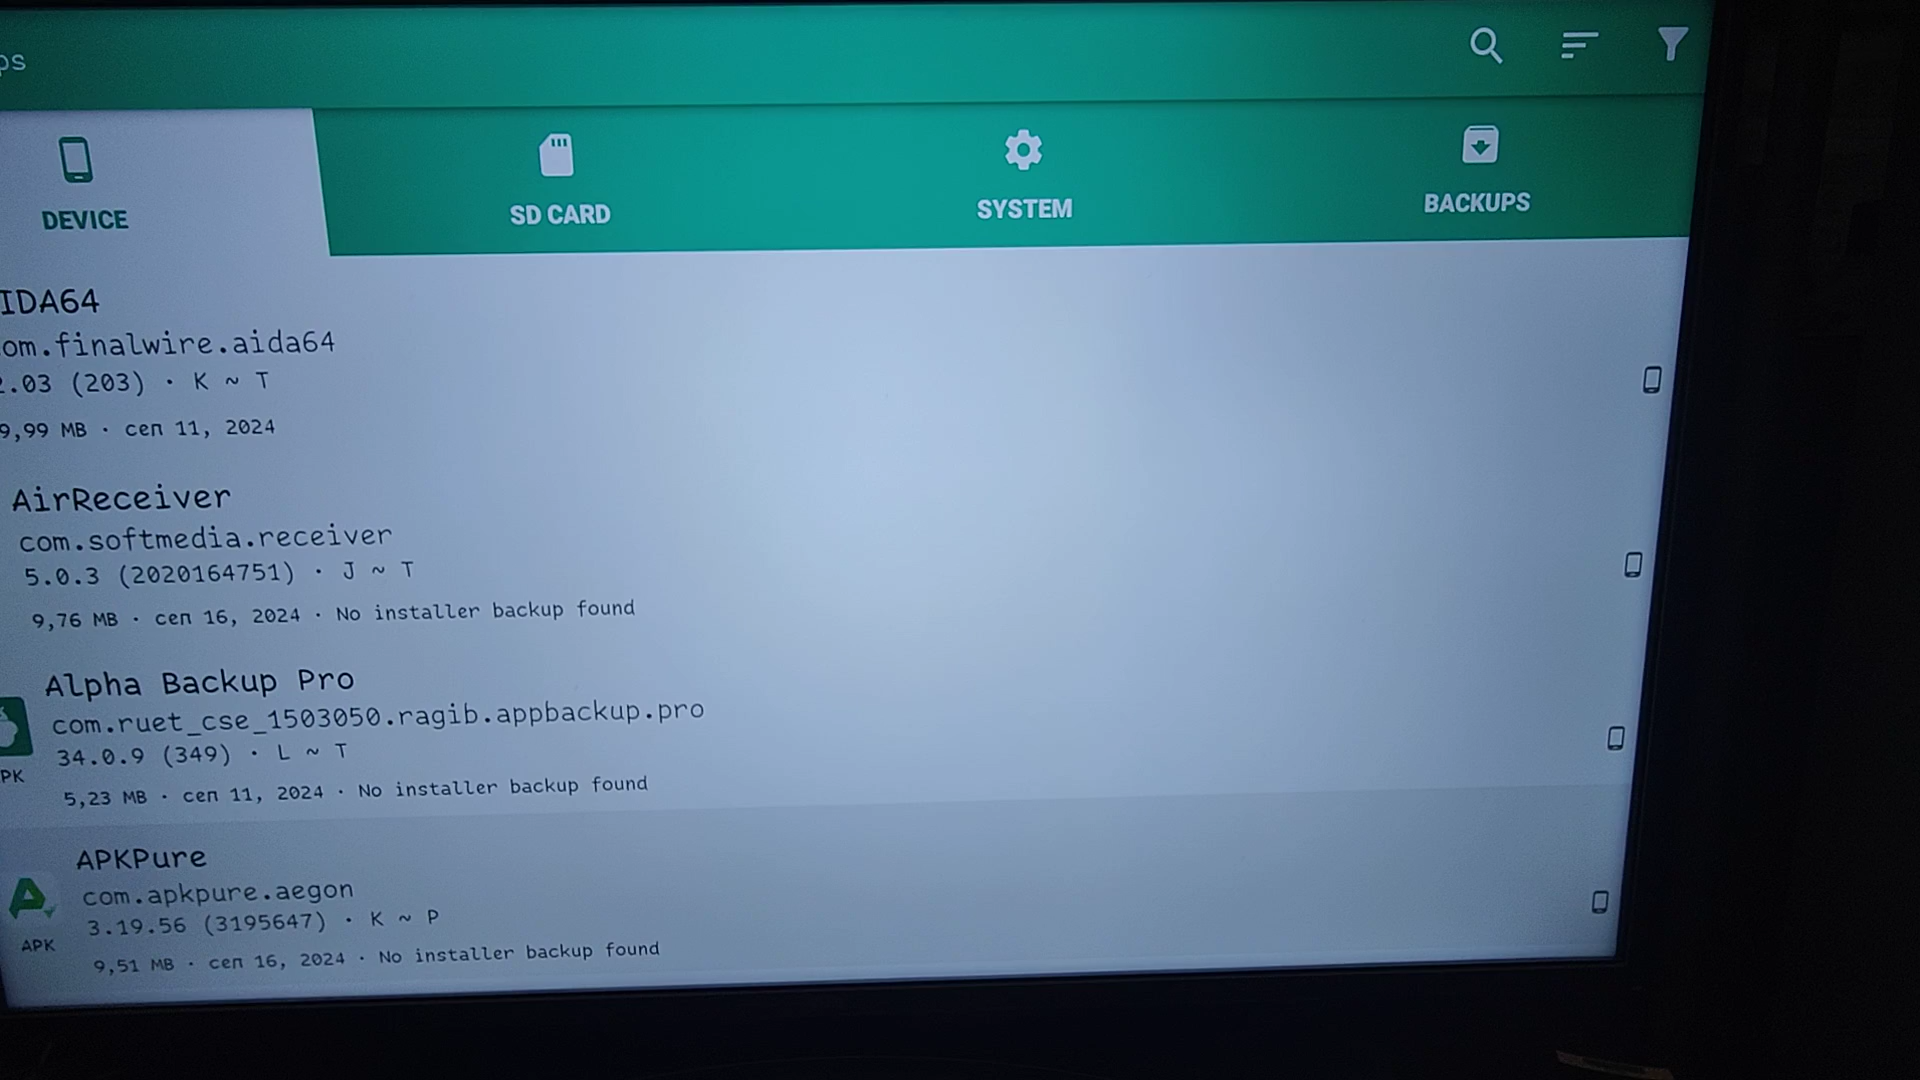 ps
DEVICE
SD CARD
SYSTEM
BACKUPS
IDA64
om.finalwire.aida64
2.03 (203) · K ~ T
9,99 MB · сеп 11, 2024
AirReceiver
com.softmedia.receiver
5.0.3 (2020164751) · J ~ T
9,76 MB · сеп 16, 2024 · No installer backup found
Alpha Backup Pro
com.ruet_cse_1503050.ragib.appbackup.pro
34.0.9 (349) · L ~ T
PK
5,23 MB · сеп 11, 2024 · No installer backup found
APKPure
com.apkpure.aegon
3.19.56 (3195647) · K ~ P
APK
9,51 MB · сеп 16, 2024 · No installer backup found